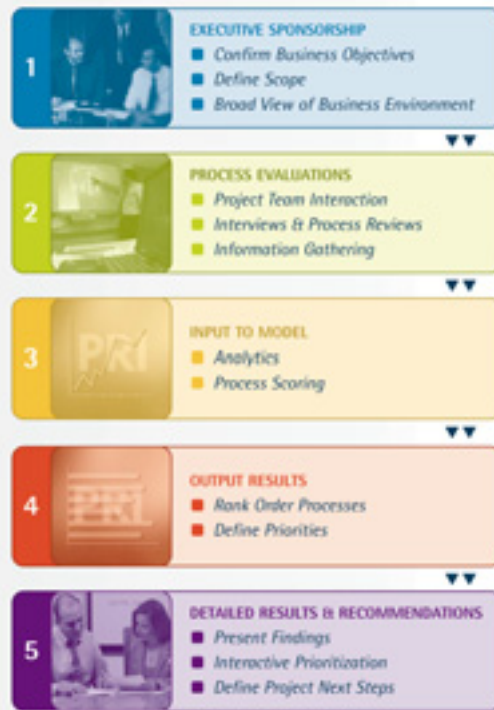 1
EXECUTIVE SPONSORSHIP
Confirm Business Objectives
Define Scope
Broad View of Business Environment
2
PROCESS EVALUATIONS
Project Team Interaction
Interviews & Process Reviews
Information Gathering
3
PRI
INPUT TO MODEL
Analytics
Process Scoring
4
PRI
OUTPUT RESULTS
Rank Order Processes
Define Priorities
5
DETAILED RESULTS & RECOMMENDATIONS
Present Findings
Interactive Prioritization
Define Project Next Steps